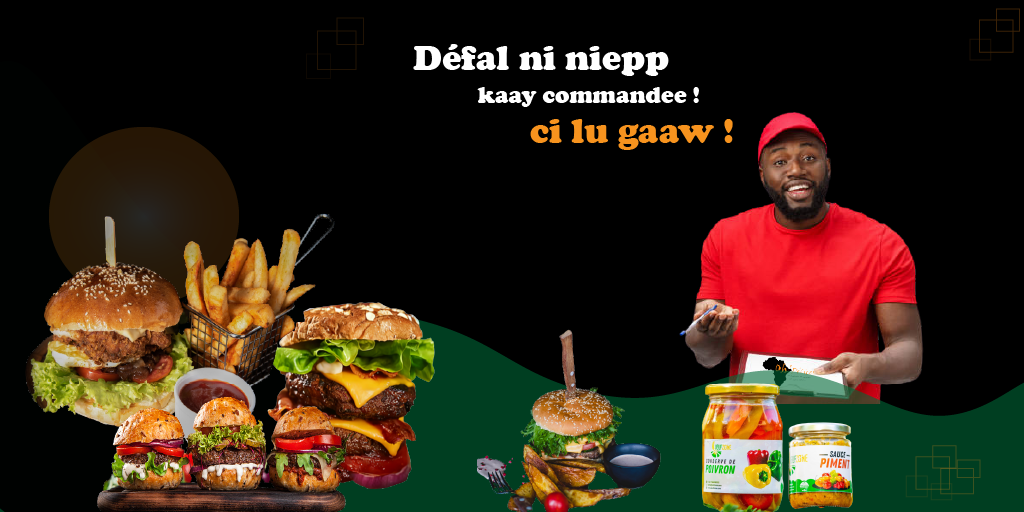 Défal ni niepp
kaay commandee !
ci lu gaaw !
CONSERVE DE
POIVRON
SAUCE
PIMENT